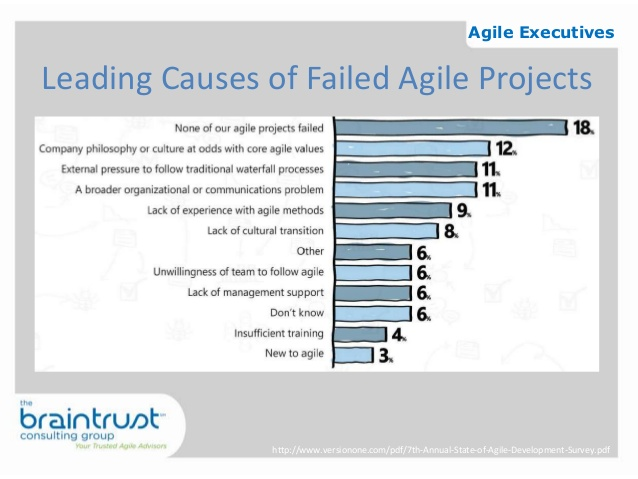 Agile Executives
Leading Causes of Failed Agile Projects
None of our agile projects failed 18%
Company philosophy or culture at odds with core agile values 12%
External pressure to follow traditional waterfall processes 11%
A broader organizational or communications problem 11%
Lack of experience with agile methods 9%
Lack of cultural transition 8%
Other 6%
Unwillingness of team to follow agile 6%
Lack of management support 6%
Don't know 6%
Insufficient training 4%
New to agile 3%
the
braintrust
consulting group
Your Trusted Agile Advisors
http://www.versionone.com/pdf/7th-Annual-State-of-Agile-Development-Survey.pdf